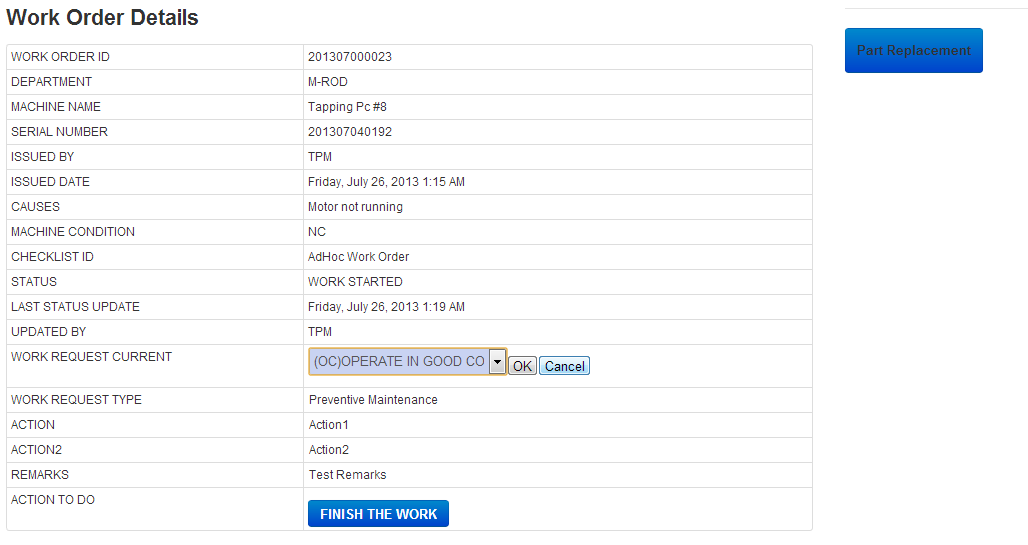 Work Order Details
Part Replacement
WORK ORDER ID 201307000023
DEPARTMENT M-ROD
MACHINE NAME Tapping Pc #8
SERIAL NUMBER 201307040192
ISSUED BY TPM
ISSUED DATE Friday, July 26, 2013 1:15 AM
CAUSES Motor not running
MACHINE CONDITION NC
CHECKLIST ID AdHoc Work Order
STATUS WORK STARTED
LAST STATUS UPDATE Friday, July 26, 2013 1:19 AM
UPDATED BY TPM
WORK REQUEST CURRENT (OC)OPERATE IN GOOD CO OK Cancel
WORK REQUEST TYPE Preventive Maintenance
ACTION Action1
ACTION2 Action2
REMARKS Test Remarks
ACTION TO DO FINISH THE WORK